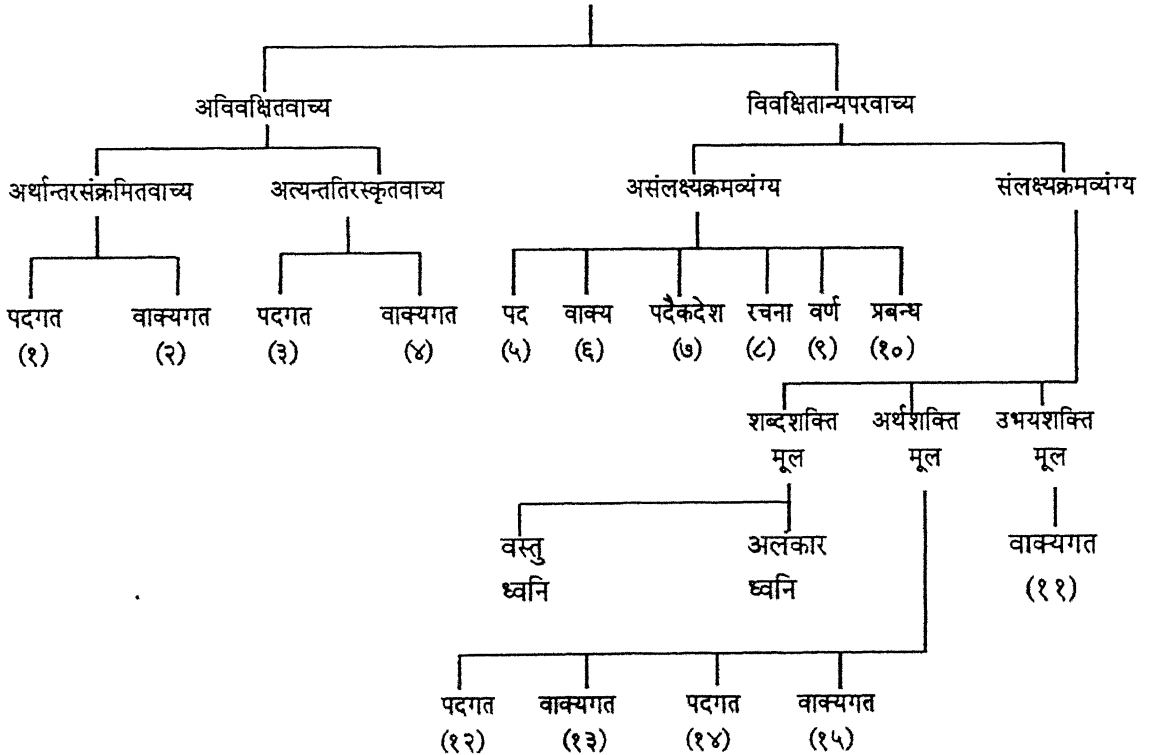 अविवक्षितवाच्य विवक्षितान्यपरवाच्य
अर्थान्तरसंक्रमितवाच्य अत्यन्ततिरस्कृतवाच्य असंलक्ष्यक्रमव्यंग्य संलक्ष्यक्रमव्यंग्य
पदगत वाक्यगत पदगत वाक्यगत पद वाक्य पदैकदेश रचना वर्ण प्रबन्ध
(१) (२) (३) (४) (५) (६) (७) (८) (९) (१०)
शब्दशक्ति अर्थशक्ति उभयशक्ति
मूल मूल मूल
वस्तु अलंकार वाक्यगत
ध्वनि ध्वनि (११)
पदगत वाक्यगत पदगत वाक्यगत
(१२) (१३) (१४) (१५)